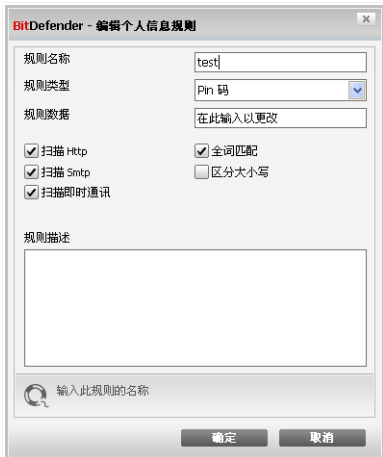 BitDefender - 编辑个人信息规则
规则名称 test
规则类型 Pin 码
规则数据 在此输入以更改
扫描 Http 全词匹配
扫描 Smtp 区分大小写
扫描即时通讯
规则描述
输入此规则的名称
确定 取消